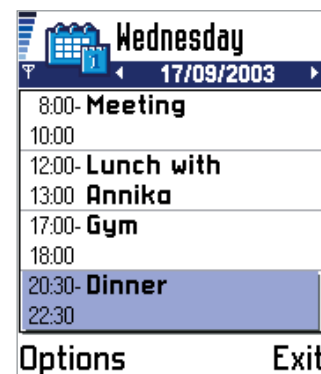 Wednesday
17/09/2003
8:00- Meeting
10:00
12:00- Lunch with
13:00 Annika
17:00- Gym
18:00
20:30- Dinner
22:30
Options Exit